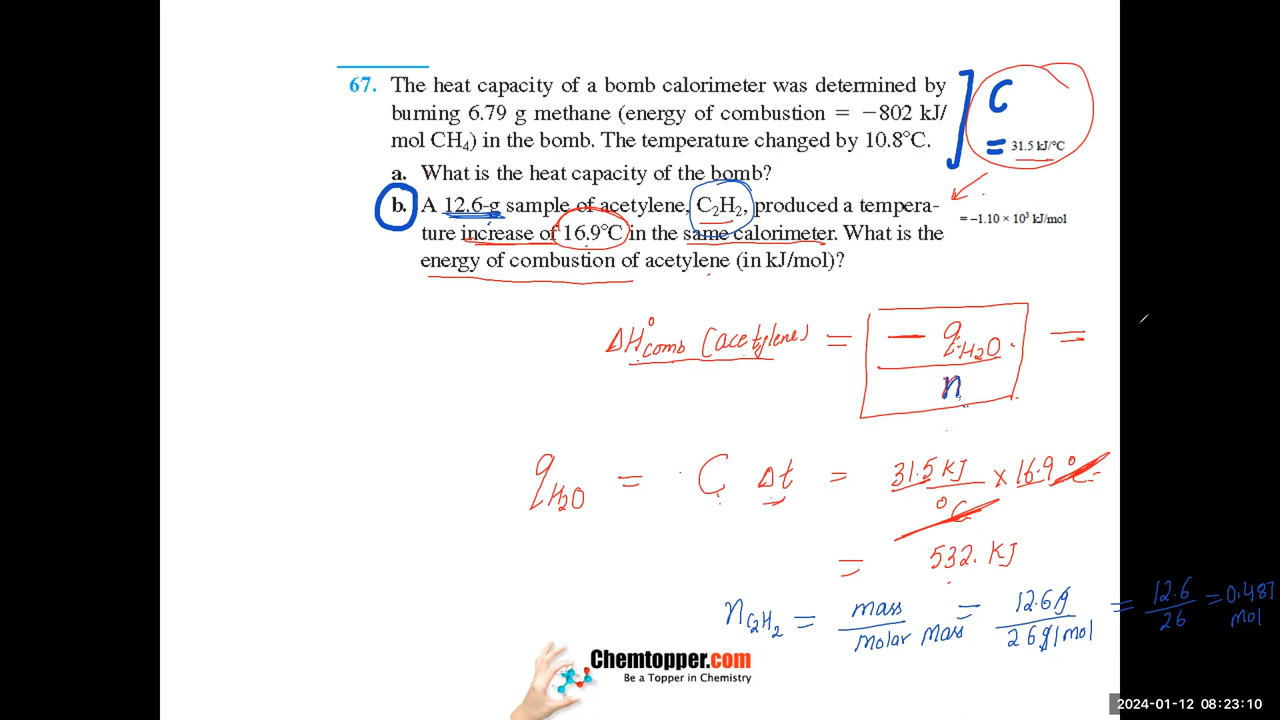 67. The heat capacity of a bomb calorimeter was determined by
burning 6.79 g methane (energy of combustion = −802 kJ/
mol CH₄) in the bomb. The temperature changed by 10.8°C.
a. What is the heat capacity of the bomb?
b. A 12.6-g sample of acetylene, C₂H₂, produced a tempera-
ture increase of 16.9°C in the same calorimeter. What is the
energy of combustion of acetylene (in kJ/mol)?
C
= 31.5 kJ/°C
= −1.10 × 10³ kJ/mol
ΔH°comb (acetylene) = − qH₂O =
n
qH₂O = C Δt = 31.5 KJ × 16.9 °C
°C
= 532. KJ
nC₂H₂ = mass = 12.6 g = 12.6 = 0.487
molar mass 26 g/mol 26 mol
Chemtopper.com
Be a Topper in Chemistry
2024-01-12 08:23:10